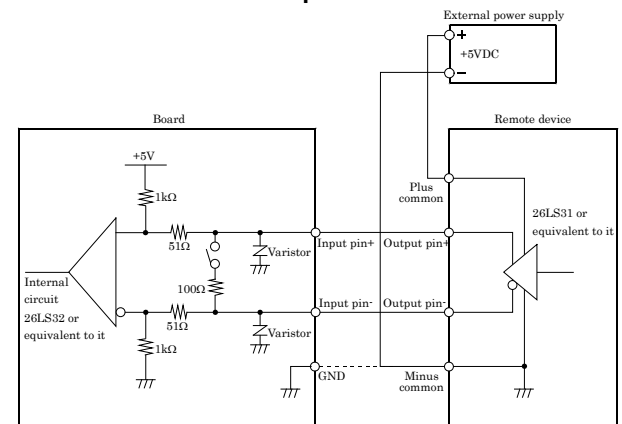 External power supply
+
+5VDC
−
Board
Remote device
+5V
1kΩ
Plus
common
26LS31 or
equivalent to it
51Ω
Varistor
Input pin+
Output pin+
Internal
circuit
26LS32 or
equivalent to it
100Ω
Input pin-
Output pin-
51Ω
Varistor
1kΩ
GND
Minus
common